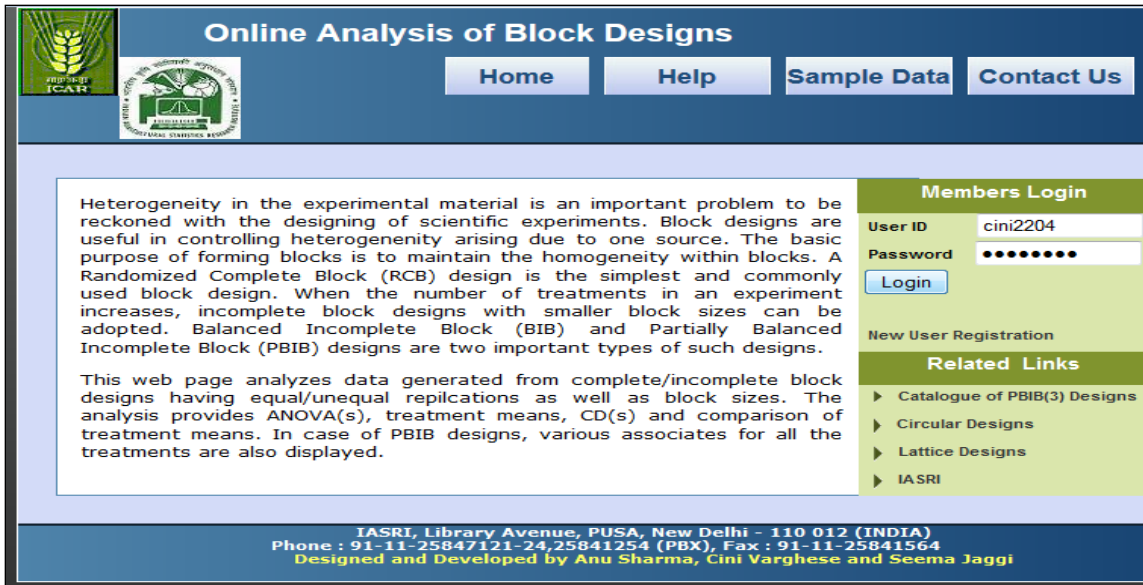 Online Analysis of Block Designs
ICAR
Home Help Sample Data Contact Us
Heterogeneity in the experimental material is an important problem to be
reckoned with the designing of scientific experiments. Block designs are
useful in controlling heterogenenity arising due to one source. The basic
purpose of forming blocks is to maintain the homogeneity within blocks. A
Randomized Complete Block (RCB) design is the simplest and commonly
used block design. When the number of treatments in an experiment
increases, incomplete block designs with smaller block sizes can be
adopted. Balanced Incomplete Block (BIB) and Partially Balanced
Incomplete Block (PBIB) designs are two important types of such designs.
This web page analyzes data generated from complete/incomplete block
designs having equal/unequal repilcations as well as block sizes. The
analysis provides ANOVA(s), treatment means, CD(s) and comparison of
treatment means. In case of PBIB designs, various associates for all the
treatments are also displayed.
Members Login
User ID cini2204
Password ●●●●●●●●
Login
New User Registration
Related Links
Catalogue of PBIB(3) Designs
Circular Designs
Lattice Designs
IASRI
IASRI, Library Avenue, PUSA, New Delhi - 110 012 (INDIA)
Phone : 91-11-25847121-24,25841254 (PBX), Fax : 91-11-25841564
Designed and Developed by Anu Sharma, Cini Varghese and Seema Jaggi